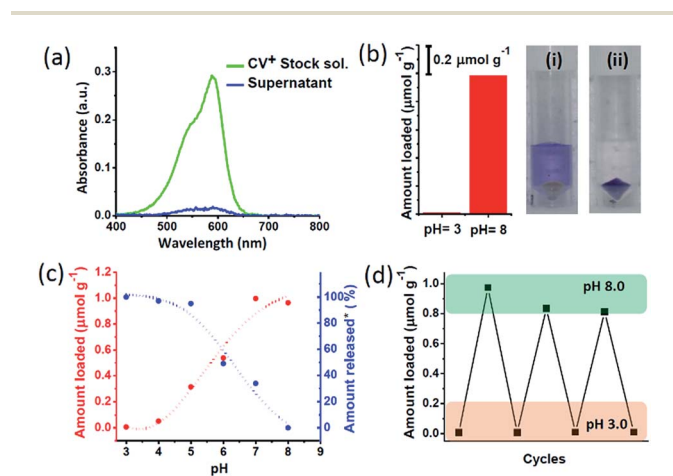 (a)
CV+ Stock sol.
Supernatant
Absorbance (a.u.)
0.3
0.2
0.1
0.0
400 500 600 700 800
Wavelength (nm)
(b)
Amount loaded (μmol g⁻¹)
0.2 μmol g⁻¹
pH= 3 pH= 8
(i)
(ii)
(c)
Amount loaded (μmol g⁻¹)
1.2
1.0
0.8
0.6
0.4
0.2
0.0
3 4 5 6 7 8 9
pH
100
80
60
40
20
0
Amount released* (%)
(d)
Amount loaded (μmol g⁻¹)
1.0
0.8
0.6
0.4
0.2
0.0
pH 8.0
pH 3.0
Cycles